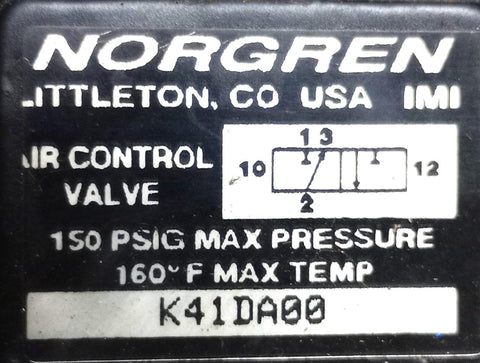 NORGREN
LITTLETON, CO USA IMI
AIR CONTROL
VALVE
1 3
10 12
2
150 PSIG MAX PRESSURE
160° F MAX TEMP
K41DA00